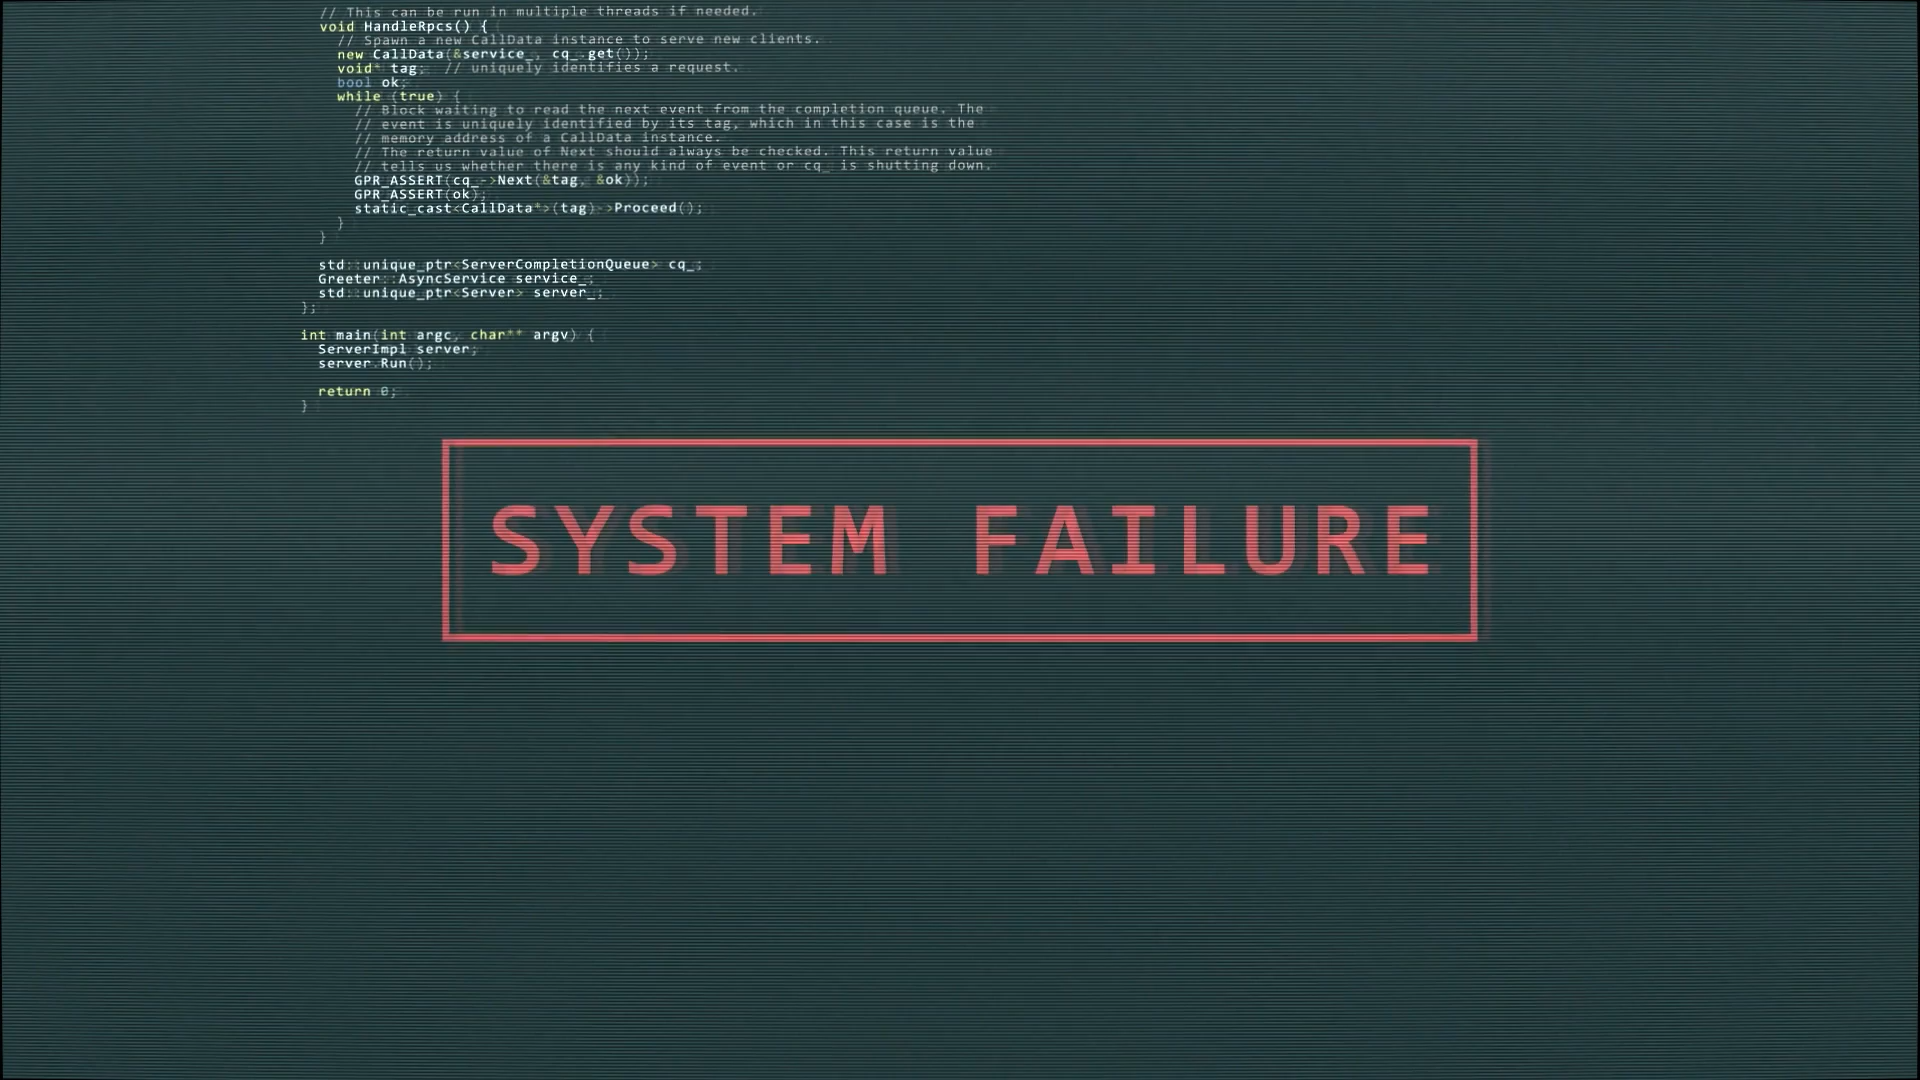 // This can be run in multiple threads if needed.
void HandleRpcs() {
// Spawn a new CallData instance to serve new clients.
new CallData(&service_, cq_.get());
void* tag;  // uniquely identifies a request.
bool ok;
while (true) {
// Block waiting to read the next event from the completion queue. The
// event is uniquely identified by its tag, which in this case is the
// memory address of a CallData instance.
// The return value of Next should always be checked. This return value
// tells us whether there is any kind of event or cq_ is shutting down.
GPR_ASSERT(cq_->Next(&tag, &ok));
GPR_ASSERT(ok);
static_cast<CallData*>(tag)->Proceed();
}
}
std::unique_ptr<ServerCompletionQueue> cq_;
Greeter::AsyncService service_;
std::unique_ptr<Server> server_;
};
int main(int argc, char** argv) {
ServerImpl server;
server.Run();
return 0;
}
SYSTEM FAILURE